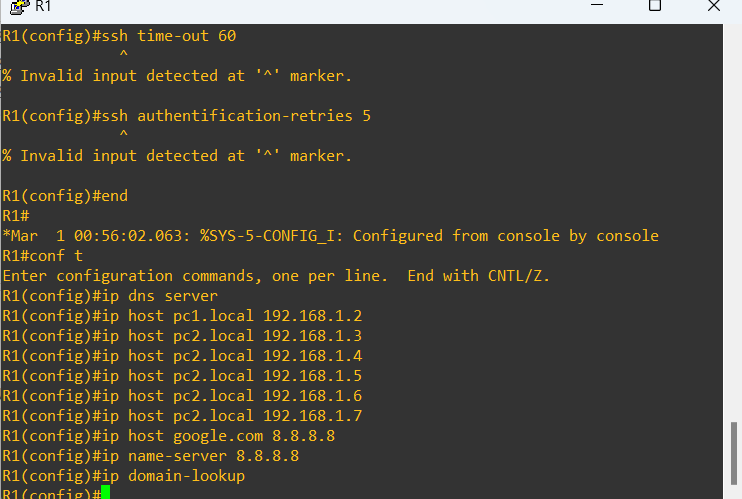 R1
R1(config)#ssh time-out 60
^
% Invalid input detected at '^' marker.
R1(config)#ssh authentification-retries 5
^
% Invalid input detected at '^' marker.
R1(config)#end
R1#
*Mar  1 00:56:02.063: %SYS-5-CONFIG_I: Configured from console by console
R1#conf t
Enter configuration commands, one per line.  End with CNTL/Z.
R1(config)#ip dns server
R1(config)#ip host pc1.local 192.168.1.2
R1(config)#ip host pc2.local 192.168.1.3
R1(config)#ip host pc2.local 192.168.1.4
R1(config)#ip host pc2.local 192.168.1.5
R1(config)#ip host pc2.local 192.168.1.6
R1(config)#ip host pc2.local 192.168.1.7
R1(config)#ip host google.com 8.8.8.8
R1(config)#ip name-server 8.8.8.8
R1(config)#ip domain-lookup
R1(config)#